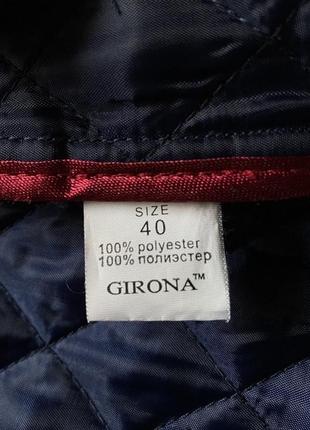 SIZE
40
100% polyester
100% полиэстер
GIRONA™